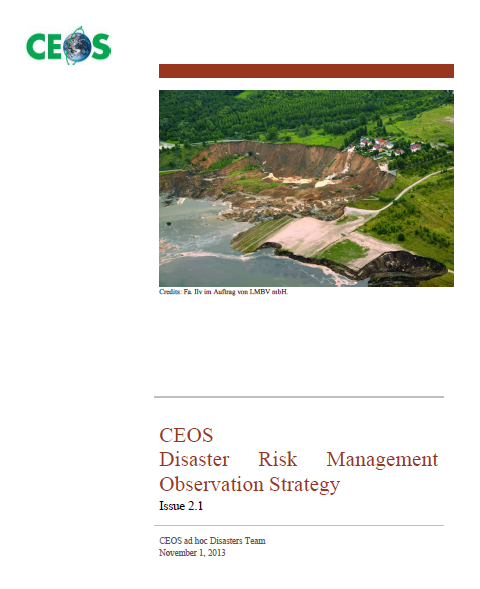 CEOS
Credits: Fa. Ilv im Auftrag von LMBV mbH.
CEOS
Disaster Risk Management
Observation Strategy
Issue 2.1
CEOS ad hoc Disasters Team
November 1, 2013